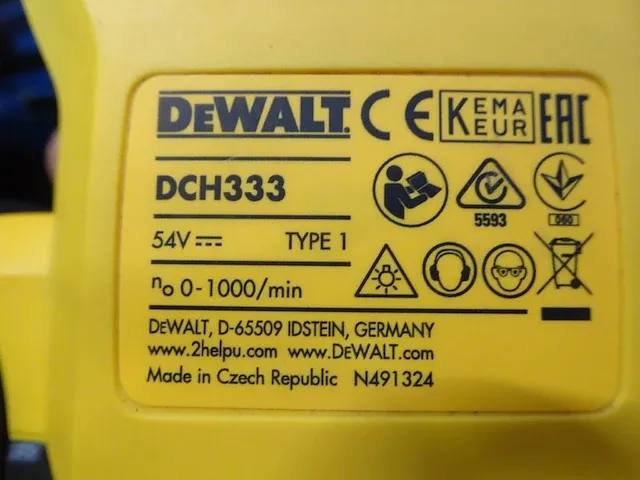 DEWALT. CE KEMA KEUR EAC
DCH333
5593
060
54V TYPE 1
n₀ 0-1000/min
DEWALT, D-65509 IDSTEIN, GERMANY
www.2helpu.com www.DEWALT.com
Made in Czech Republic N491324